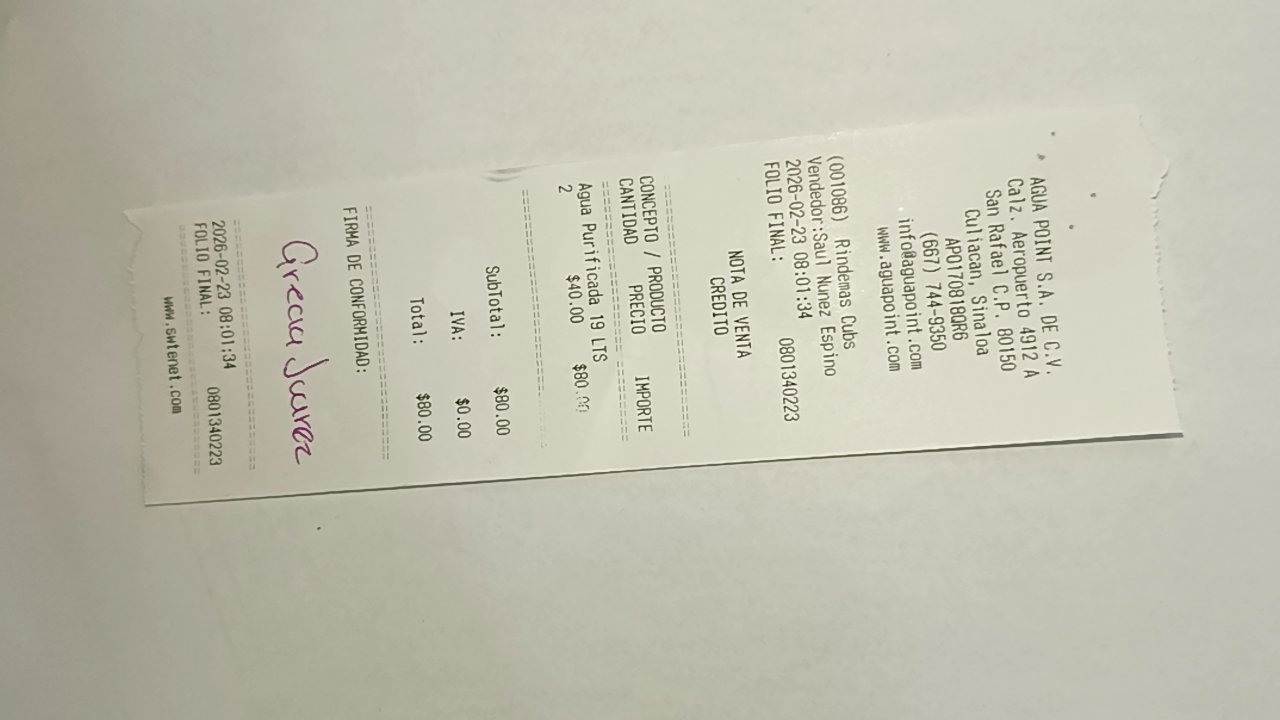 AGUA POINT S.A. DE C.V.
Calz. Aeropuerto 4912 A
San Rafael C.P. 80150
Culiacan, Sinaloa
APO170818QR6
(667) 744-9350
info@aguapoint.com
www.aguapoint.com
(001086) Rindemas Cubs
Vendedor:Saul Nunez Espino
2026-02-23 08:01:34
FOLIO FINAL: 0801340223
NOTA DE VENTA
CREDITO
CONCEPTO / PRODUCTO
CANTIDAD PRECIO IMPORTE
Agua Purificada 19 LTS
2 $40.00 $80.00
SubTotal: $80.00
IVA: $0.00
Total: $80.00
FIRMA DE CONFORMIDAD:
Grecia Juarez
2026-02-23 08:01:34
FOLIO FINAL: 0801340223
www.swtenet.com